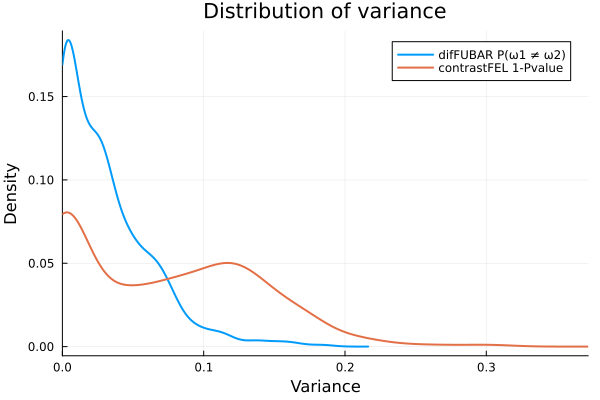 Distribution of variance
difFUBAR P(ω1 ≠ ω2)
contrastFEL 1-Pvalue
Density
0.15
0.10
0.05
0.00
0.0
0.1
0.2
0.3
Variance